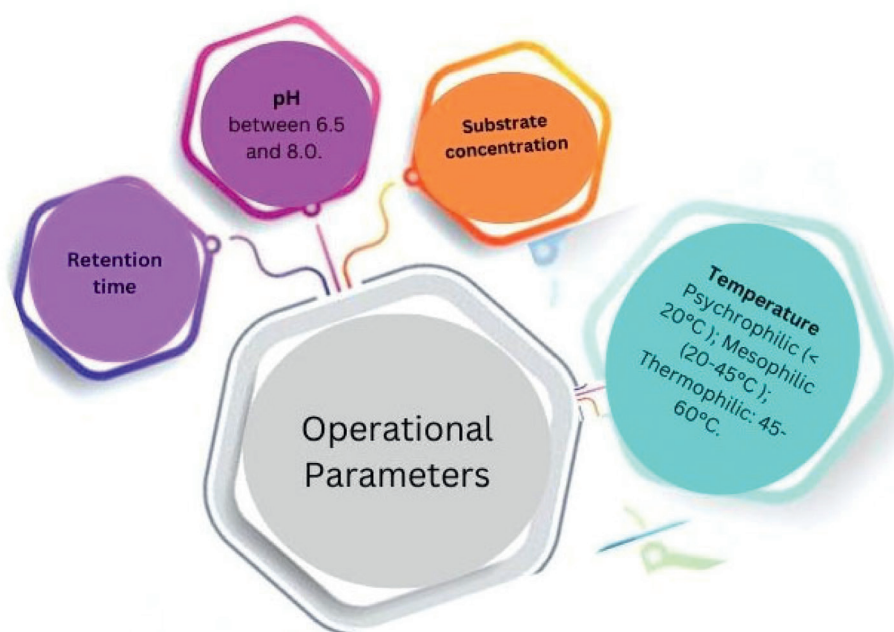 pH
between 6.5
and 8.0.
Substrate
concentration
Retention
time
Temperature
Psychrophilic (<
20°C ); Mesophilic
(20-45°C );
Thermophilic: 45-
60°C.
Operational
Parameters